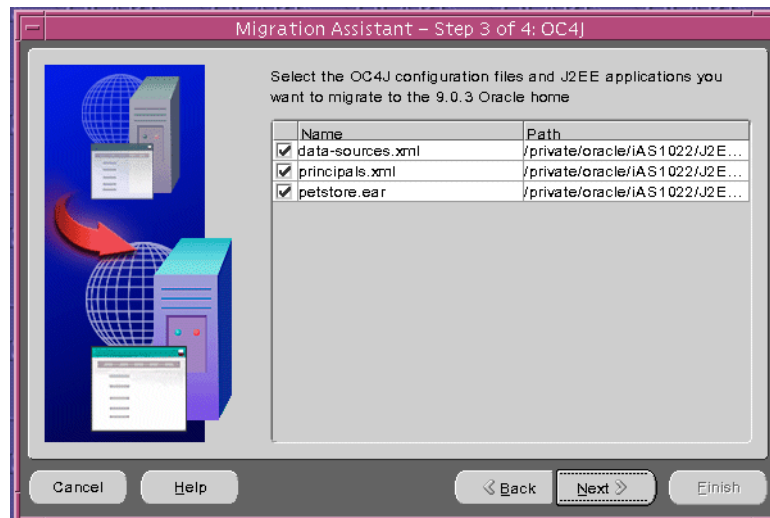 Migration Assistant – Step 3 of 4: OC4J
Select the OC4J configuration files and J2EE applications you
want to migrate to the 9.0.3 Oracle home
Name Path
data-sources.xml /private/oracle/iAS1022/J2E...
principals.xml /private/oracle/iAS1022/J2E...
petstore.ear /private/oracle/iAS1022/J2E...
Cancel Help Back Next Finish